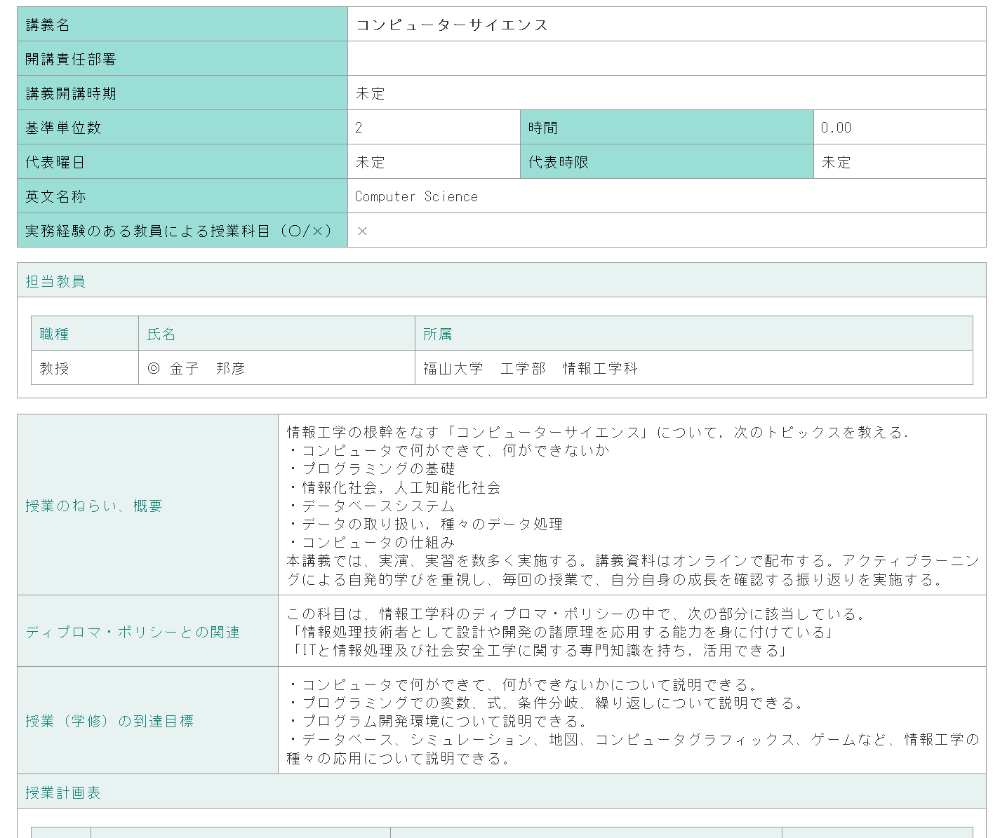 講義名 コンピューターサイエンス
開講責任部署
講義開講時期 未定
基準単位数 2 時間 0.00
代表曜日 未定 代表時限 未定
英文名称 Computer Science
実務経験のある教員による授業科目（〇/×） ×
担当教員
職種 氏名 所属
教授 ◎ 金子　邦彦 福山大学　工学部　情報工学科
授業のねらい、概要
情報工学の根幹をなす「コンピューターサイエンス」について，次のトピックスを教える．
・コンピュータで何ができて、何ができないか
・プログラミングの基礎
・情報化社会，人工知能化社会
・データベースシステム
・データの取り扱い，種々のデータ処理
・コンピュータの仕組み
本講義では、実演、実習を数多く実施する。講義資料はオンラインで配布する。アクティブラーニン
グによる自発的学びを重視し、毎回の授業で、自分自身の成長を確認する振り返りを実施する。
ディプロマ・ポリシーとの関連
この科目は、情報工学科のディプロマ・ポリシーの中で、次の部分に該当している。
「情報処理技術者として設計や開発の諸原理を応用する能力を身に付けている」
「ITと情報処理及び社会安全工学に関する専門知識を持ち，活用できる」
授業（学修）の到達目標
・コンピュータで何ができて、何ができないかについて説明できる。
・プログラミングでの変数、式、条件分岐、繰り返しについて説明できる。
・プログラム開発環境について説明できる。
・データベース、シミュレーション、地図、コンピュータグラフィックス、ゲームなど、情報工学の
種々の応用について説明できる。
授業計画表